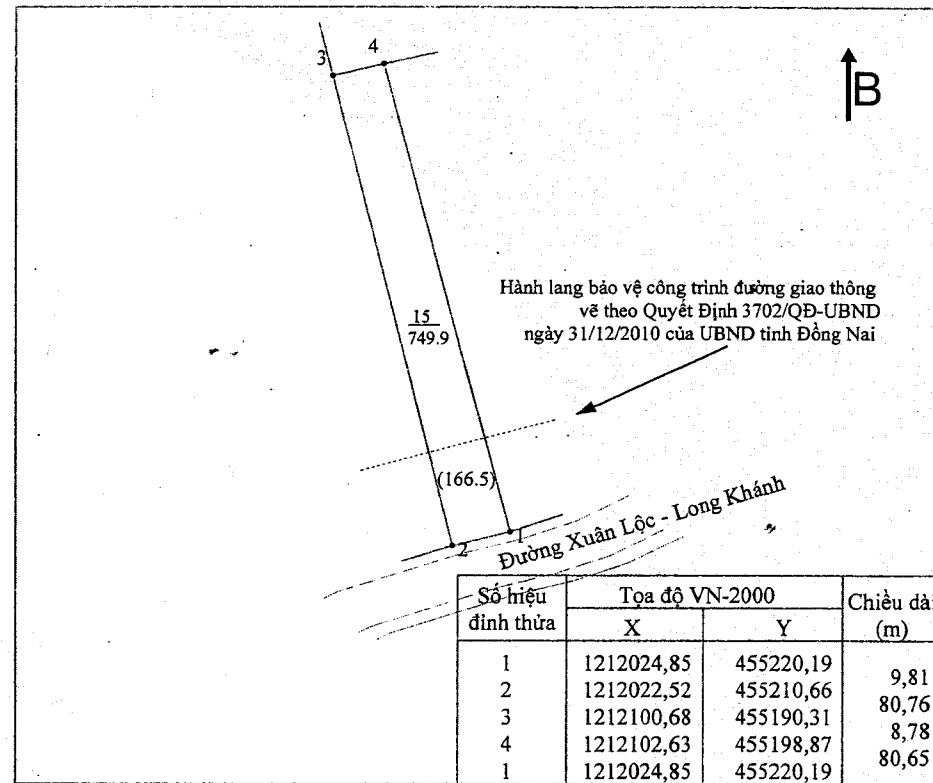 3
4
B
Hành lang bảo vệ công trình đường giao thông
vẽ theo Quyết Định 3702/QĐ-UBND
ngày 31/12/2010 của UBND tỉnh Đồng Nai
15
749.9
(166.5)
1
2
Đường Xuân Lộc - Long Khánh
Số hiệu đỉnh thửa Tọa độ VN-2000 Chiều dài (m)
X Y
1 1212024,85 455220,19
9,81
2 1212022,52 455210,66
80,76
3 1212100,68 455190,31
8,78
4 1212102,63 455198,87
80,65
1 1212024,85 455220,19